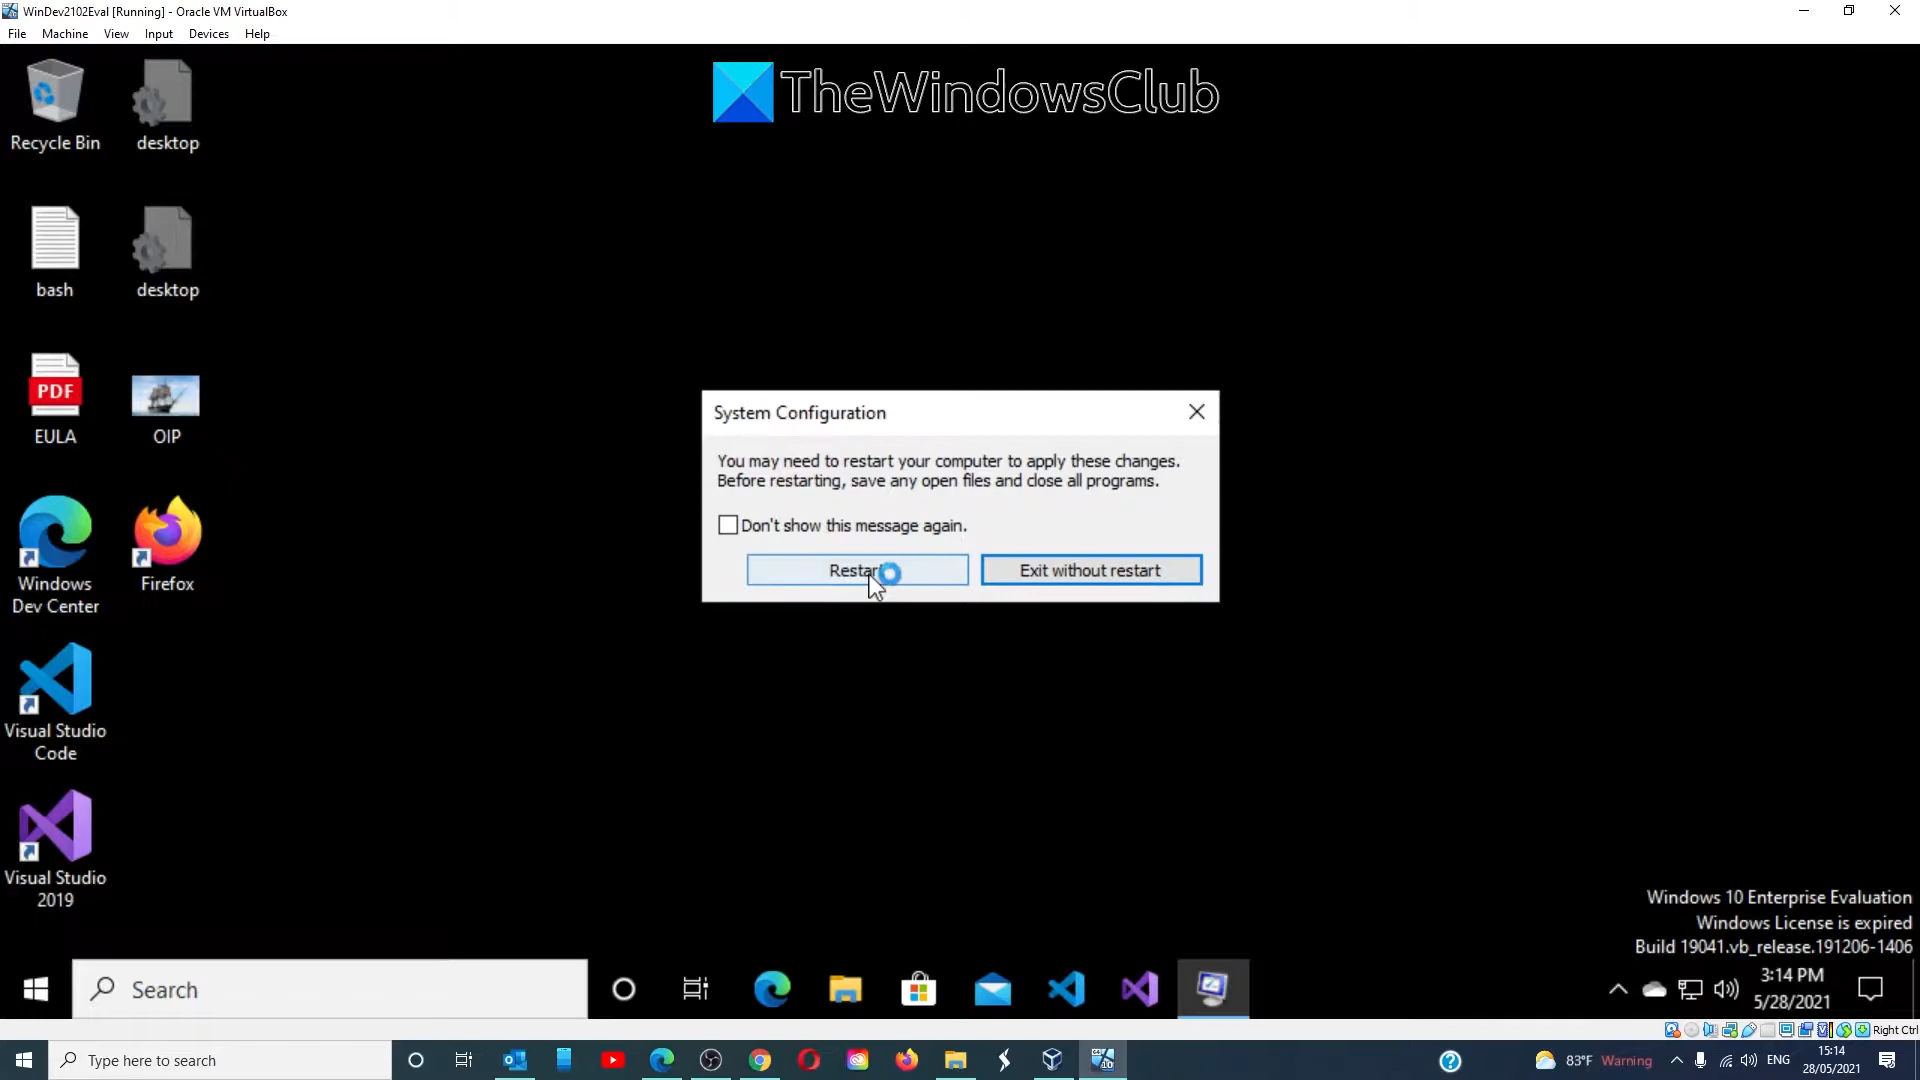 WinDev2102Eval [Running] - Oracle VM VirtualBox
File Machine View Input Devices Help
TheWindowsClub
Recycle Bin
desktop
bash
desktop
PDF
EULA
OIP
Windows
Dev Center
Firefox
Visual Studio
Code
Visual Studio
2019
System Configuration
You may need to restart your computer to apply these changes.
Before restarting, save any open files and close all programs.
Don't show this message again.
Restart
Exit without restart
Windows 10 Enterprise Evaluation
Windows License is expired
Build 19041.vb_release.191206-1406
Search
3:14 PM
5/28/2021
Right Ctrl
Type here to search
83°F Warning
ENG
15:14
28/05/2021